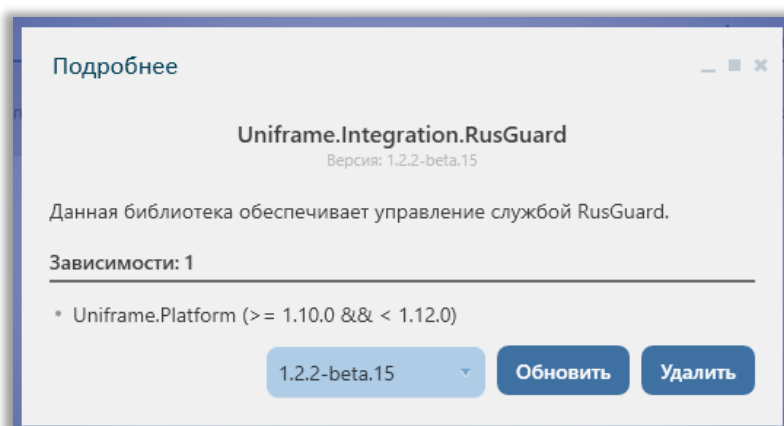 Подробнее
Uniframe.Integration.RusGuard
Версия: 1.2.2-beta.15
Данная библиотека обеспечивает управление службой RusGuard.
Зависимости: 1
• Uniframe.Platform (>= 1.10.0 && < 1.12.0)
1.2.2-beta.15 Обновить Удалить